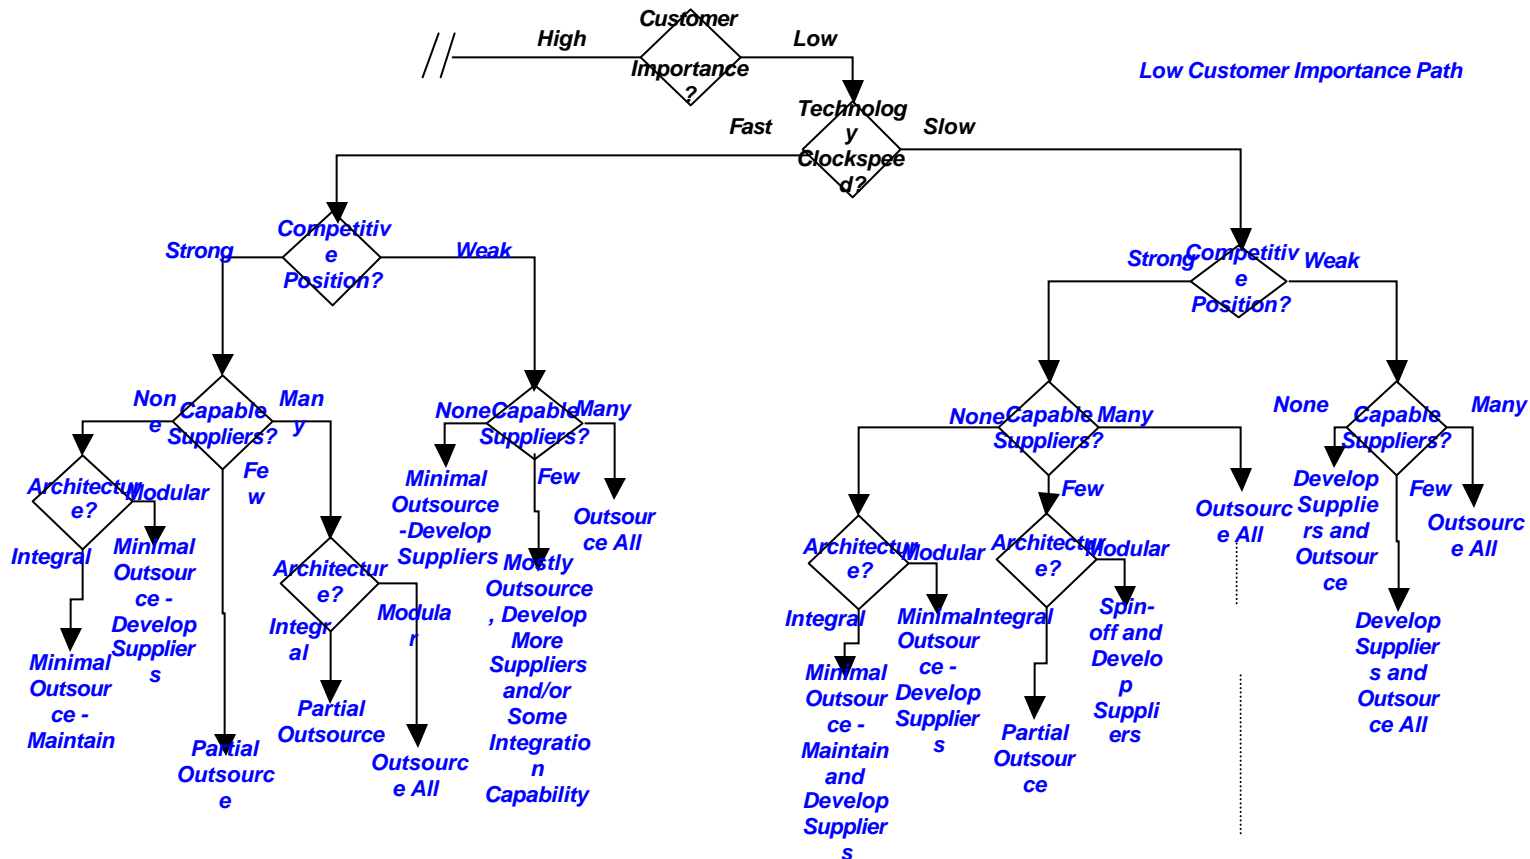 Customer
Importance
?
High
Low
Low Customer Importance Path
Technolog
y
Clockspee
d?
Fast
Slow
Competitiv
e
Position?
Strong
Weak
Competitiv
e
Position?
Strong
Weak
Non
e
Capable
Suppliers?
Man
y
Fe
w
None
Capable
Suppliers?
Many
Few
None
Capable
Suppliers?
Many
Few
None
Capable
Suppliers?
Many
Few
Architectur
e?
Modular
Integral
Minimal
Outsour
ce -
Develop
Supplier
s
Minimal
Outsour
ce -
Maintain
Partial
Outsourc
e
Architectur
e?
Integr
al
Modula
r
Partial
Outsource
Outsourc
e All
Minimal
Outsource
-Develop
Suppliers
Mostly
Outsource
, Develop
More
Suppliers
and/or
Some
Integratio
n
Capability
Outsour
ce All
Architectur
e?
Modular
Integral
Minimal
Outsour
ce -
Maintain
and
Develop
Supplier
s
Minimal
Outsour
ce -
Develop
Supplier
s
Architectur
e?
Modular
Integral
Partial
Outsour
ce
Spin-
off and
Develo
p
Suppli
ers
Outsourc
e All
Develop
Supplie
rs and
Outsour
ce
Develop
Supplier
s and
Outsour
ce All
Outsourc
e All